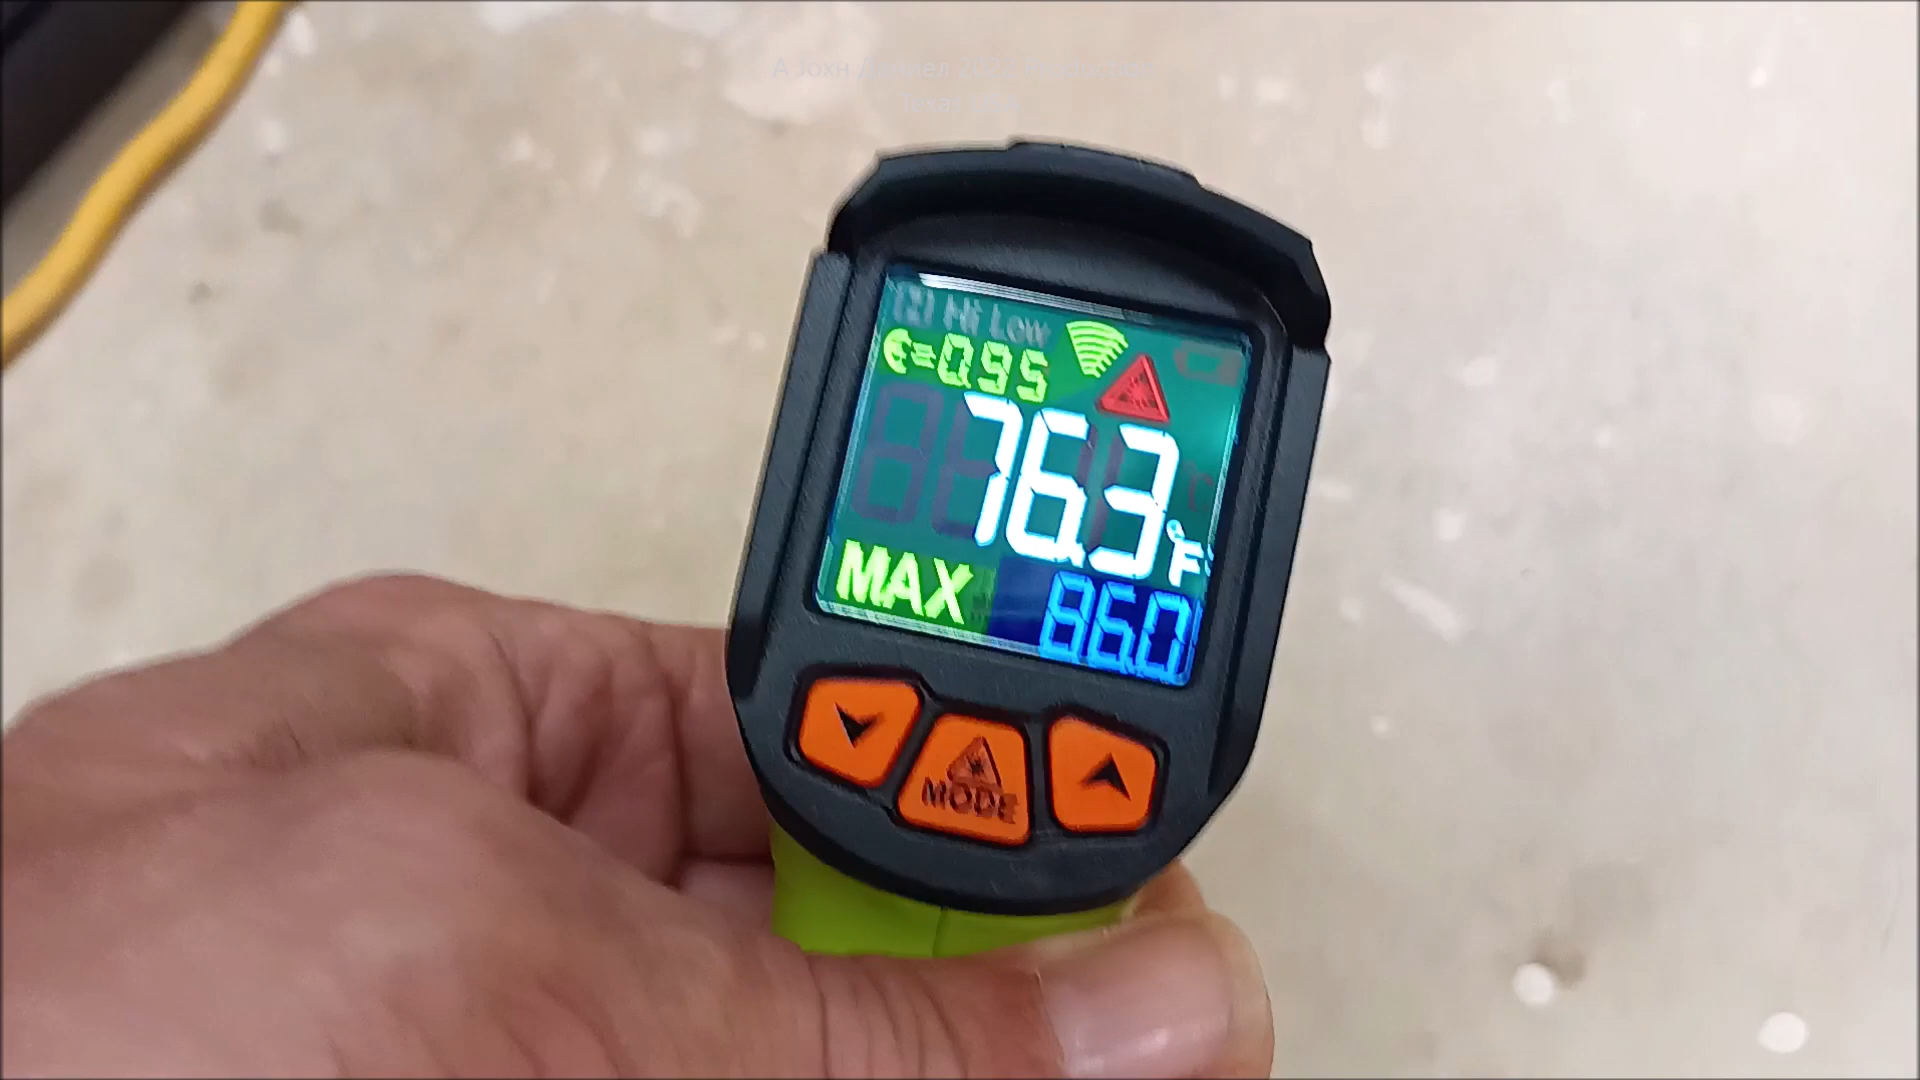 Hi Low
ε=0.95
76.3 °F
MAX 86.0
MODE